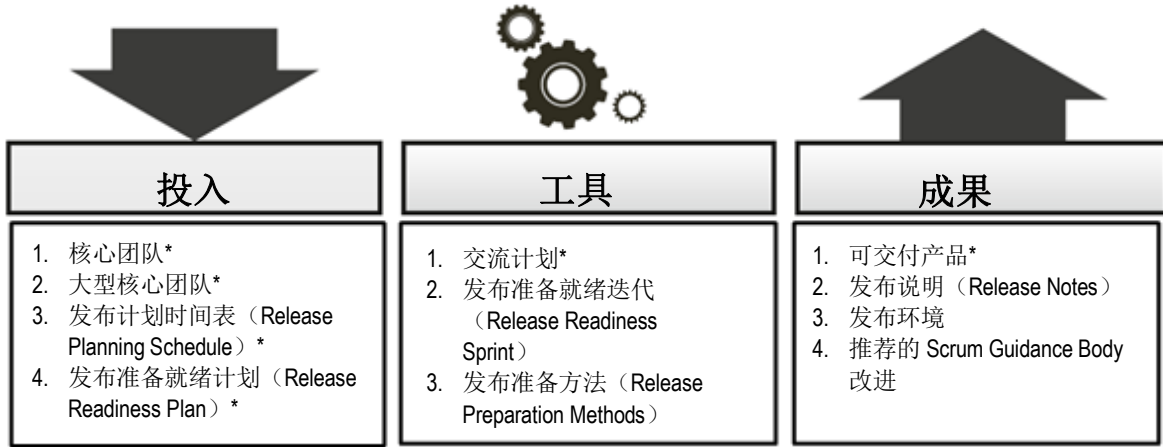 投入
1. 核心团队*
2. 大型核心团队*
3. 发布计划时间表（Release
Planning Schedule）*
4. 发布准备就绪计划（Release
Readiness Plan）*
工具
1. 交流计划*
2. 发布准备就绪迭代
（Release Readiness
Sprint）
3. 发布准备方法（Release
Preparation Methods）
成果
1. 可交付产品*
2. 发布说明（Release Notes）
3. 发布环境
4. 推荐的 Scrum Guidance Body
改进